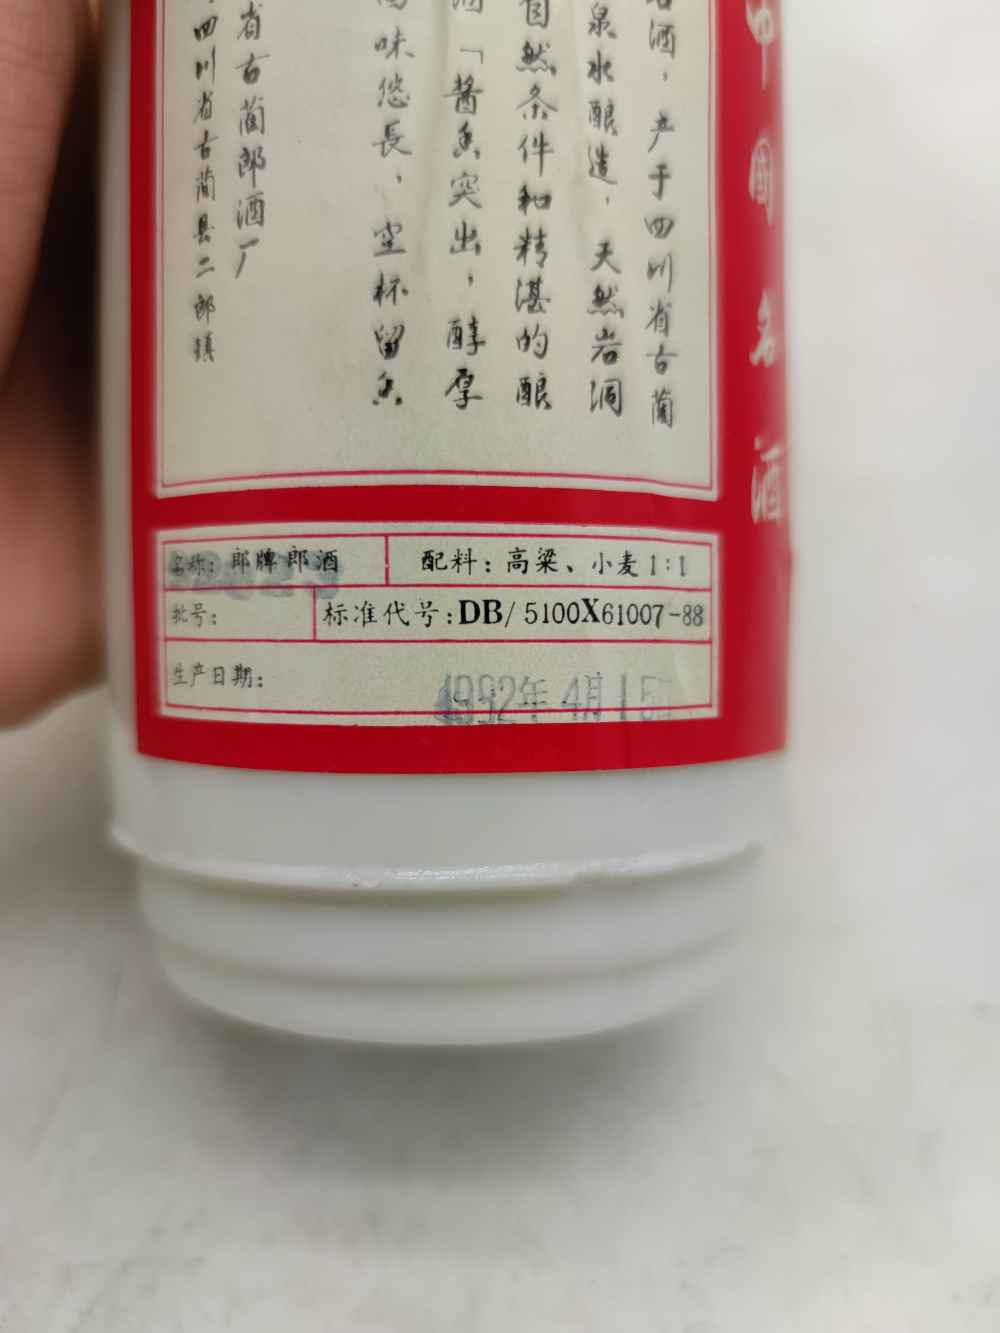 中國名酒
名酒，产于四川省古蔺
泉水酿造，天然岩洞
自然条件和精湛的酿
酒「酱香突出，醇厚
味悠長，空杯留香
省古蔺郎酒厂
四川省古蔺县二郎镇
名称：郎牌郎酒
配料：高粱、小麦1:1
批号：
标准代号：DB/5100X61007-88
生产日期：
1992年4月15